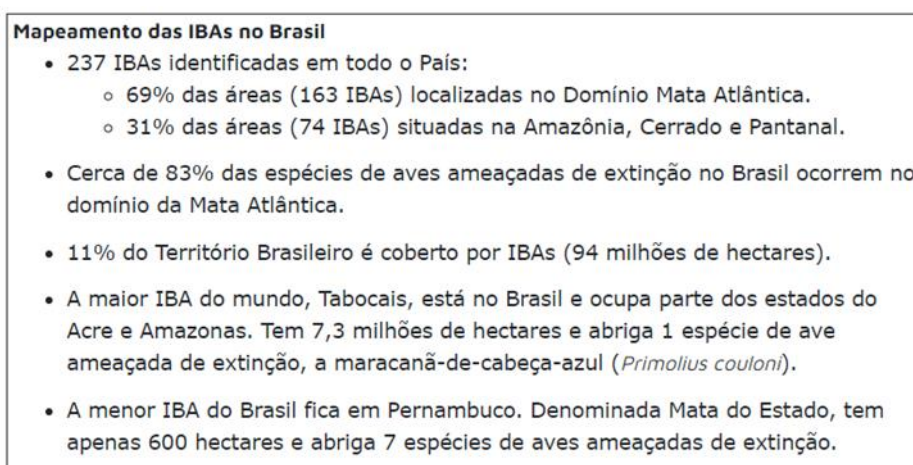 Mapeamento das IBAs no Brasil
• 237 IBAs identificadas em todo o País:
○ 69% das áreas (163 IBAs) localizadas no Domínio Mata Atlântica.
○ 31% das áreas (74 IBAs) situadas na Amazônia, Cerrado e Pantanal.
• Cerca de 83% das espécies de aves ameaçadas de extinção no Brasil ocorrem no
domínio da Mata Atlântica.
• 11% do Território Brasileiro é coberto por IBAs (94 milhões de hectares).
• A maior IBA do mundo, Tabocais, está no Brasil e ocupa parte dos estados do
Acre e Amazonas. Tem 7,3 milhões de hectares e abriga 1 espécie de ave
ameaçada de extinção, a maracanã-de-cabeça-azul (Primolius couloni).
• A menor IBA do Brasil fica em Pernambuco. Denominada Mata do Estado, tem
apenas 600 hectares e abriga 7 espécies de aves ameaçadas de extinção.